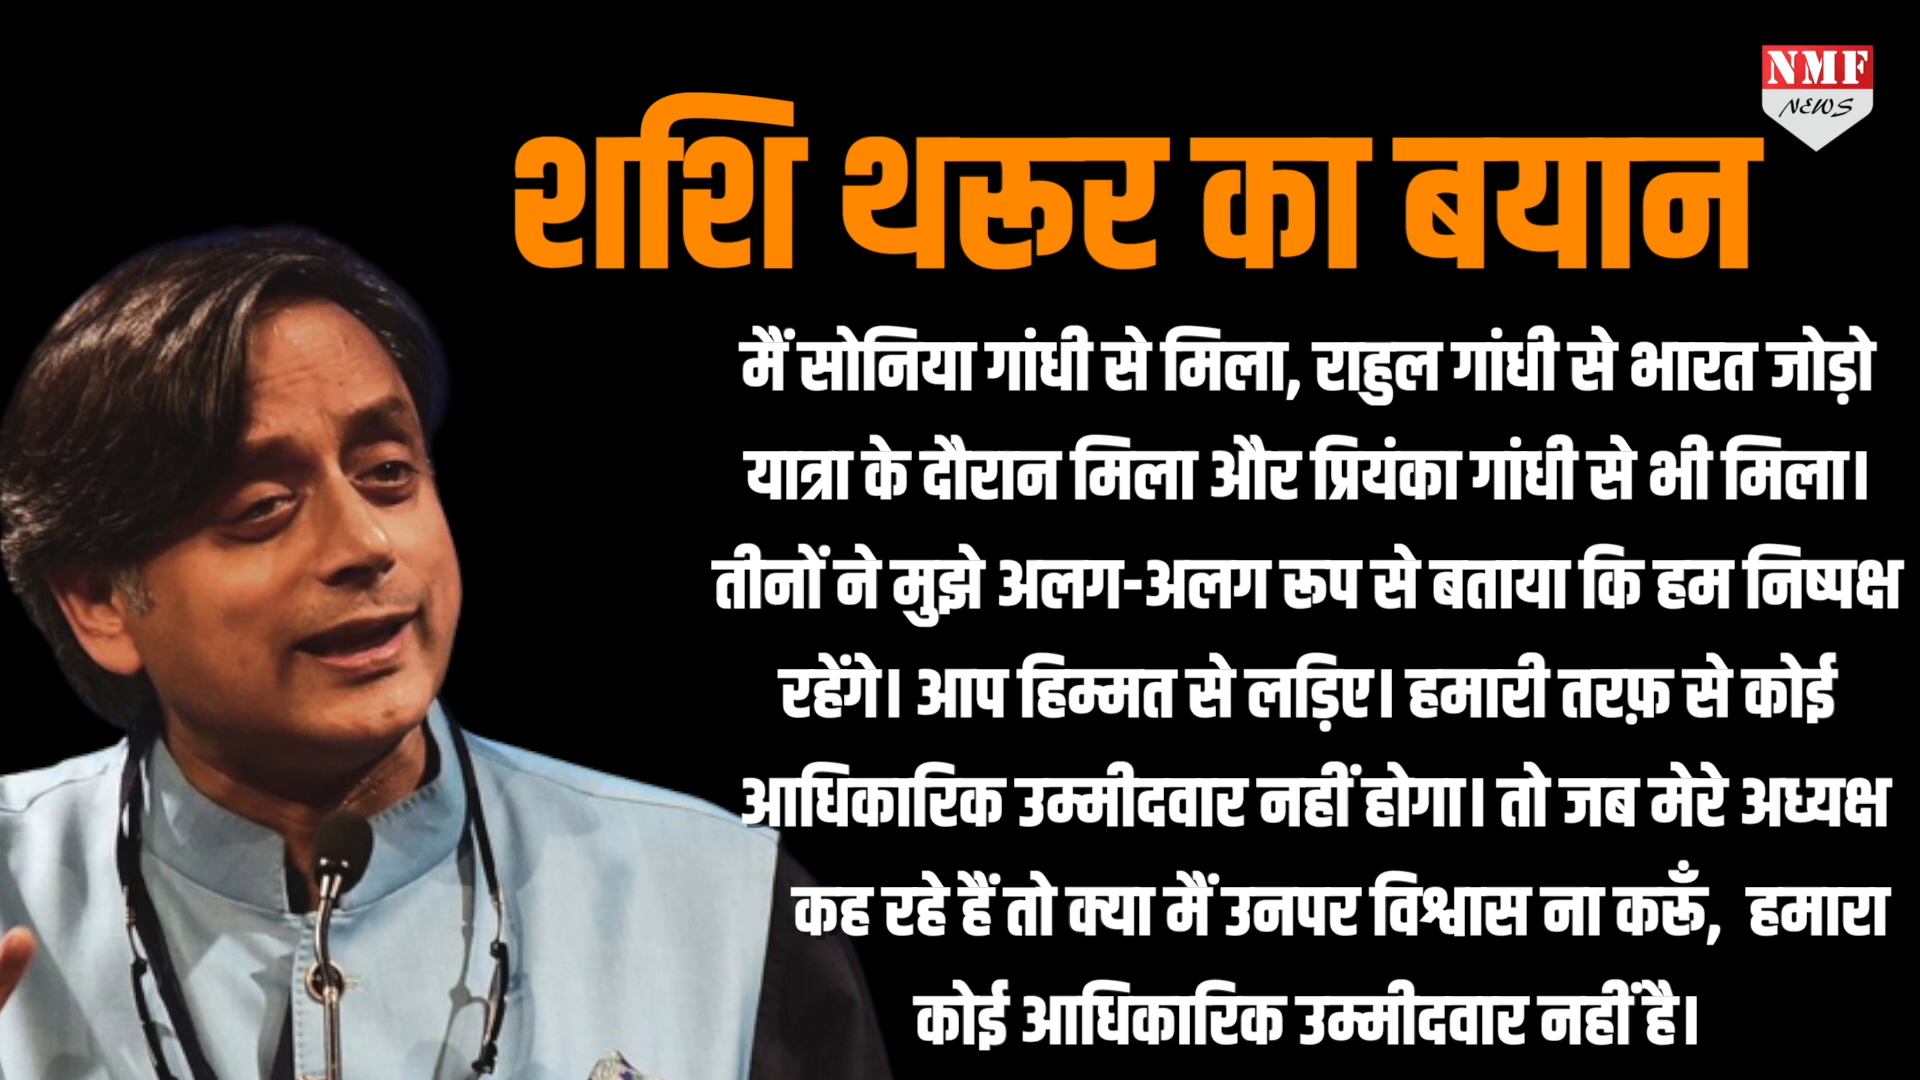 NMF
NEWS
शशि थरूर का बयान
मैं सोनिया गांधी से मिला, राहुल गांधी से भारत जोड़ो
यात्रा के दौरान मिला और प्रियंका गांधी से भी मिला।
तीनों ने मुझे अलग-अलग रूप से बताया कि हम निष्पक्ष
रहेंगे। आप हिम्मत से लड़िए। हमारी तरफ़ से कोई
आधिकारिक उम्मीदवार नहीं होगा। तो जब मेरे अध्यक्ष
कह रहे हैं तो क्या मैं उनपर विश्वास ना करूँ, हमारा
कोई आधिकारिक उम्मीदवार नहीं है।